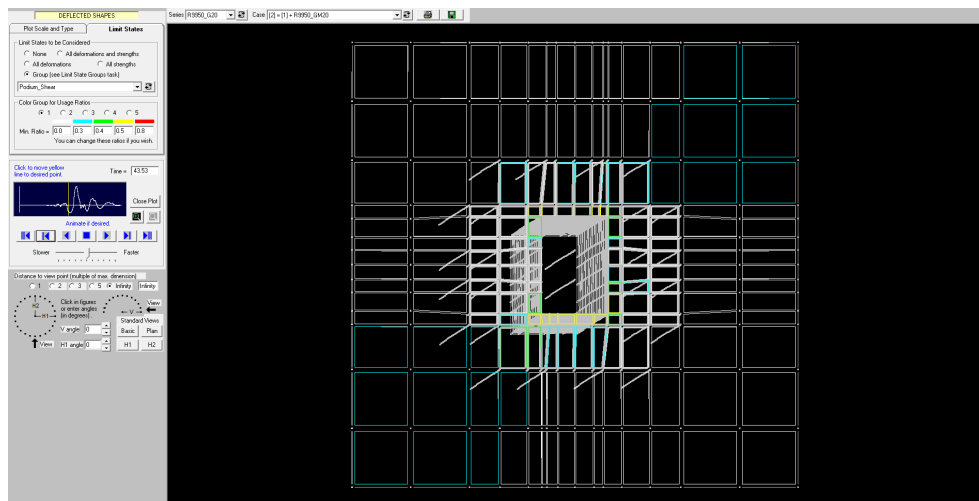 DEFLECTED SHAPES
Series R9950_G20 Case [2] = [1] + R9950_GM20
Plot Scale and Type Limit States
Limit States to be Considered
None All deformations and strengths
All deformations All strengths
Group (see Limit State Groups task)
Podium_Shear
Color Group for Usage Ratios
1 2 3 4 5
Min. Ratio = 0.0 0.3 0.4 0.5 0.8
You can change these ratios if you wish.
Click to move yellow
line to desired point.
Time = 43.53
Close Plot
Animate if desired.
Slower Faster
Distance to view point (multiple of max. dimension)
1 2 3 5 Infinity Infinity
Click in figures
or enter angles
(in degrees).
H2
H1
V
View
V angle 0
H1 angle 0
View
Standard Views
Basic Plan
H1 H2